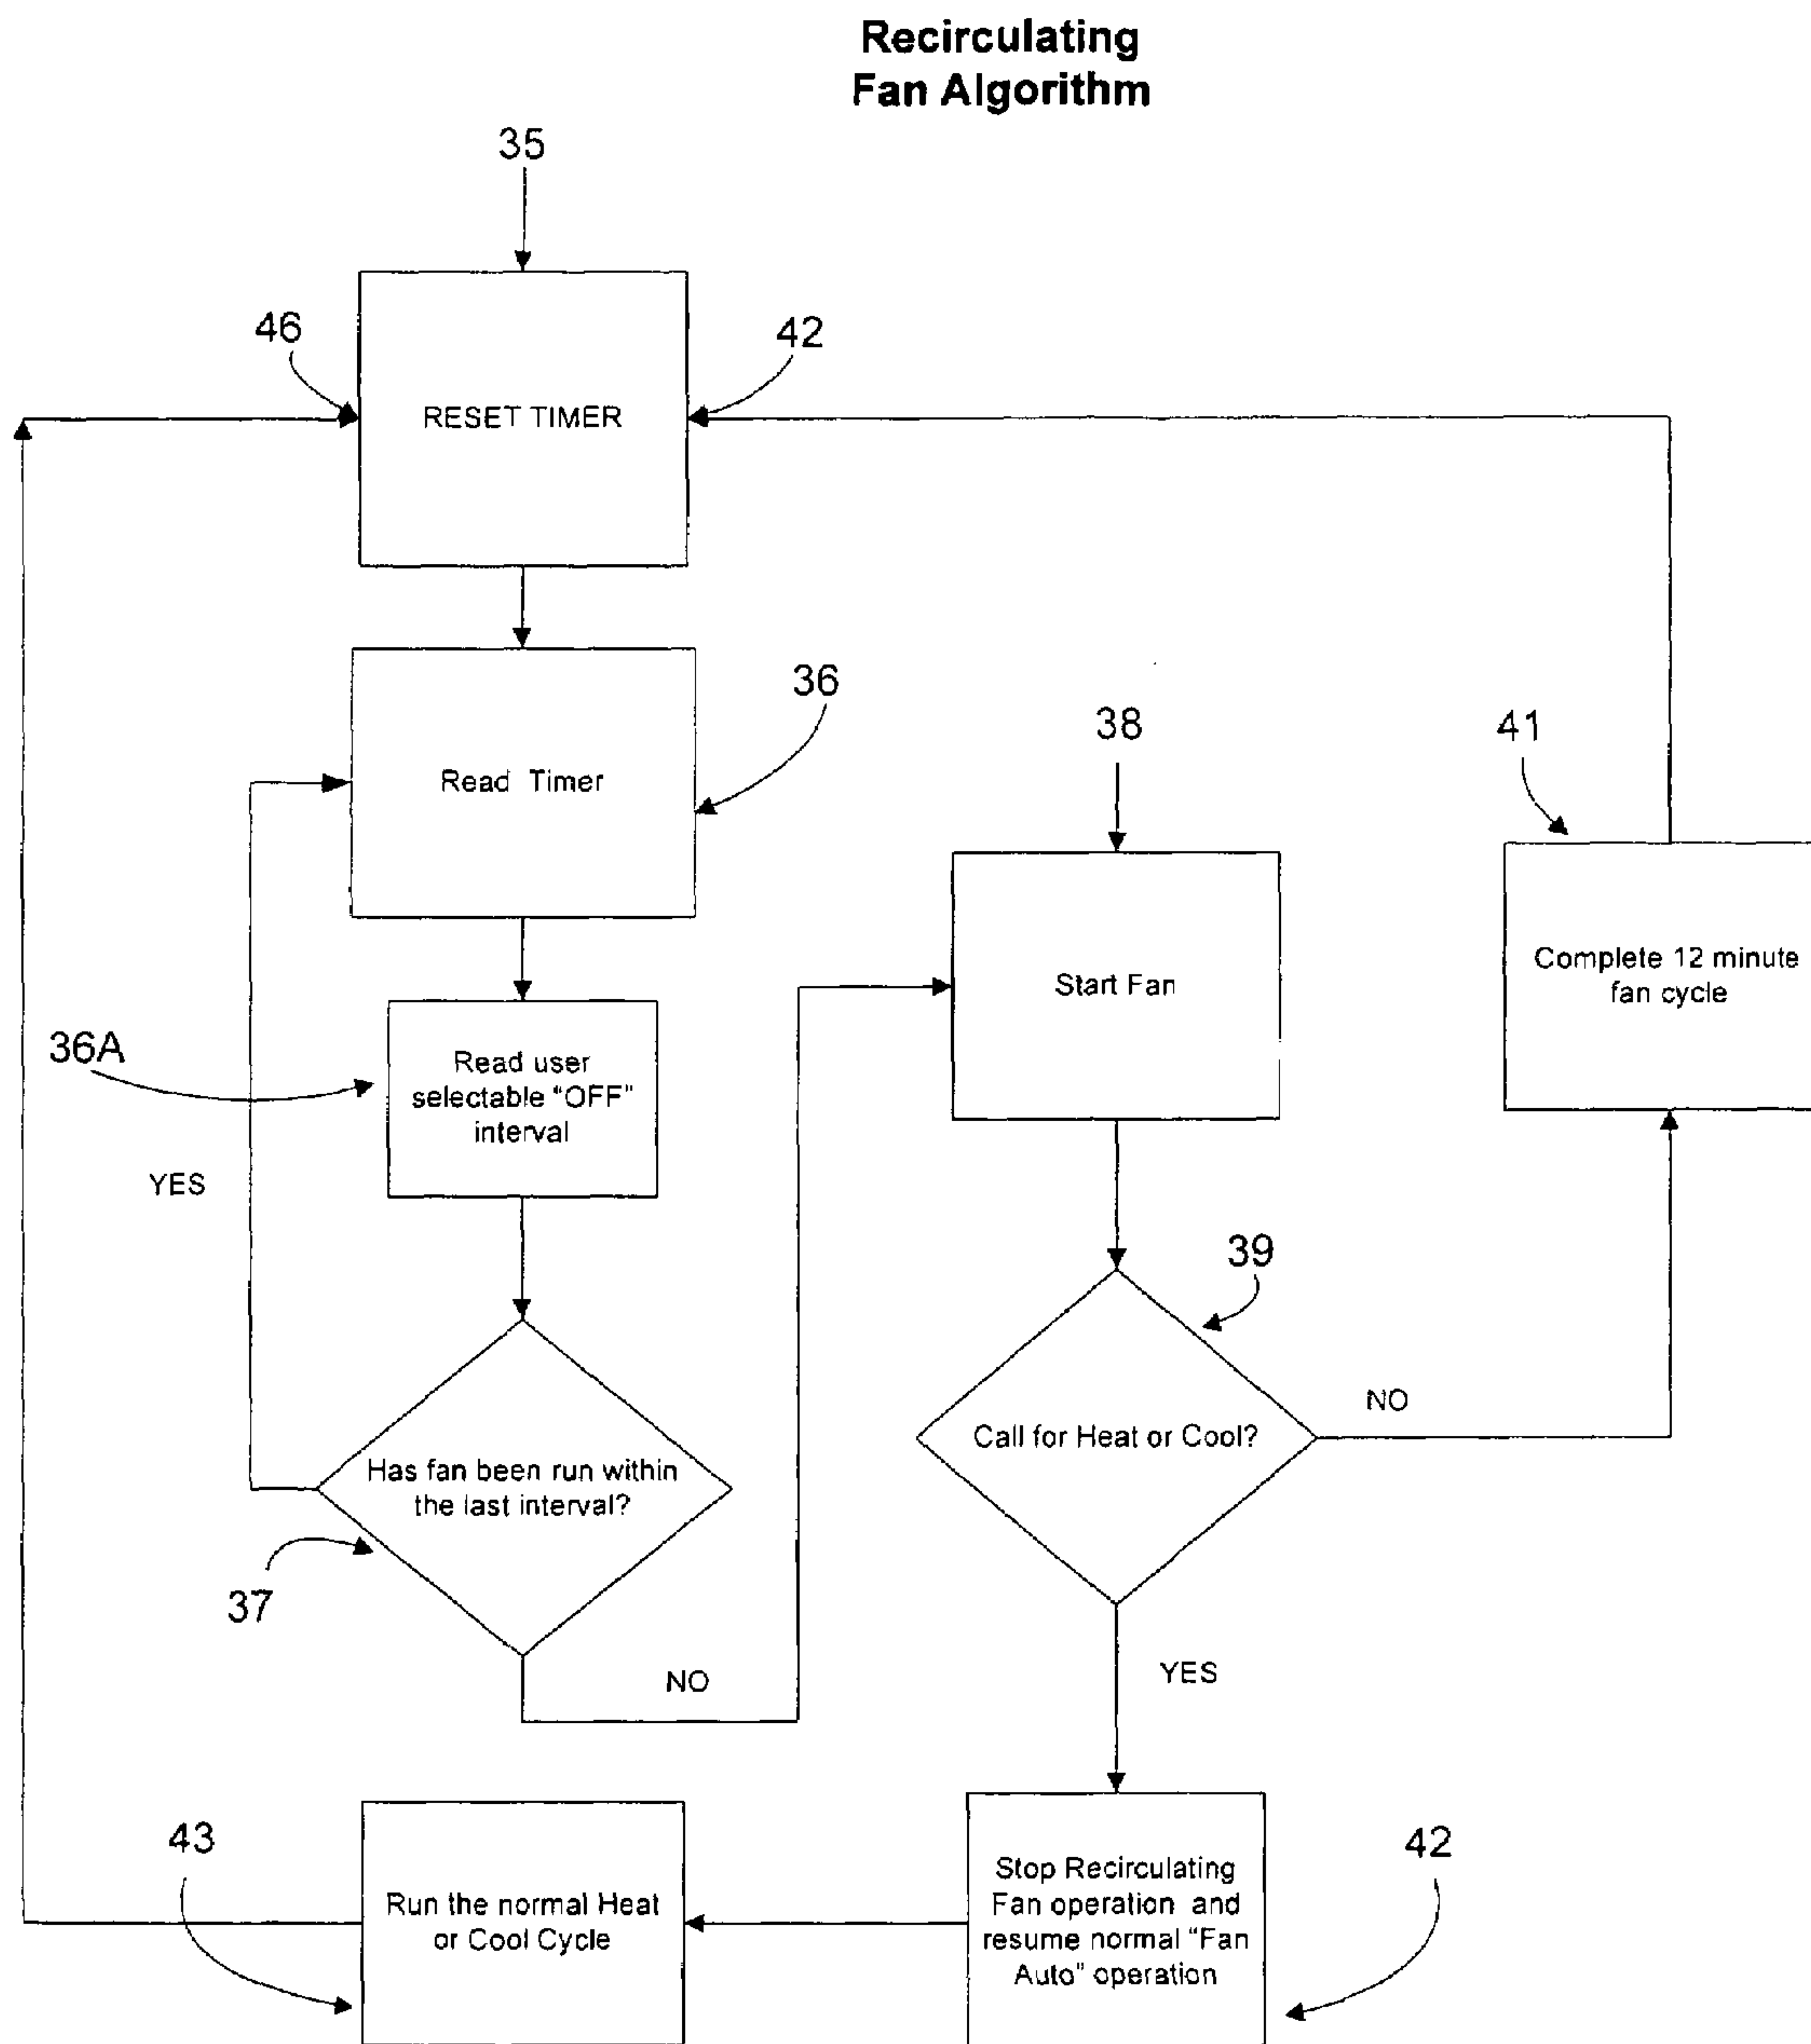 Recirculating
Fan Algorithm
35
46
42
RESET TIMER
36
Read Timer
38
41
Start Fan
Complete 12 minute
fan cycle
36A
Read user
selectable "OFF"
interval
YES
39
Call for Heat or Cool?
NO
Has fan been run within
the last interval?
37
NO
YES
43
Run the normal Heat
or Cool Cycle
Stop Recirculating
Fan operation and
resume normal "Fan
Auto" operation
42